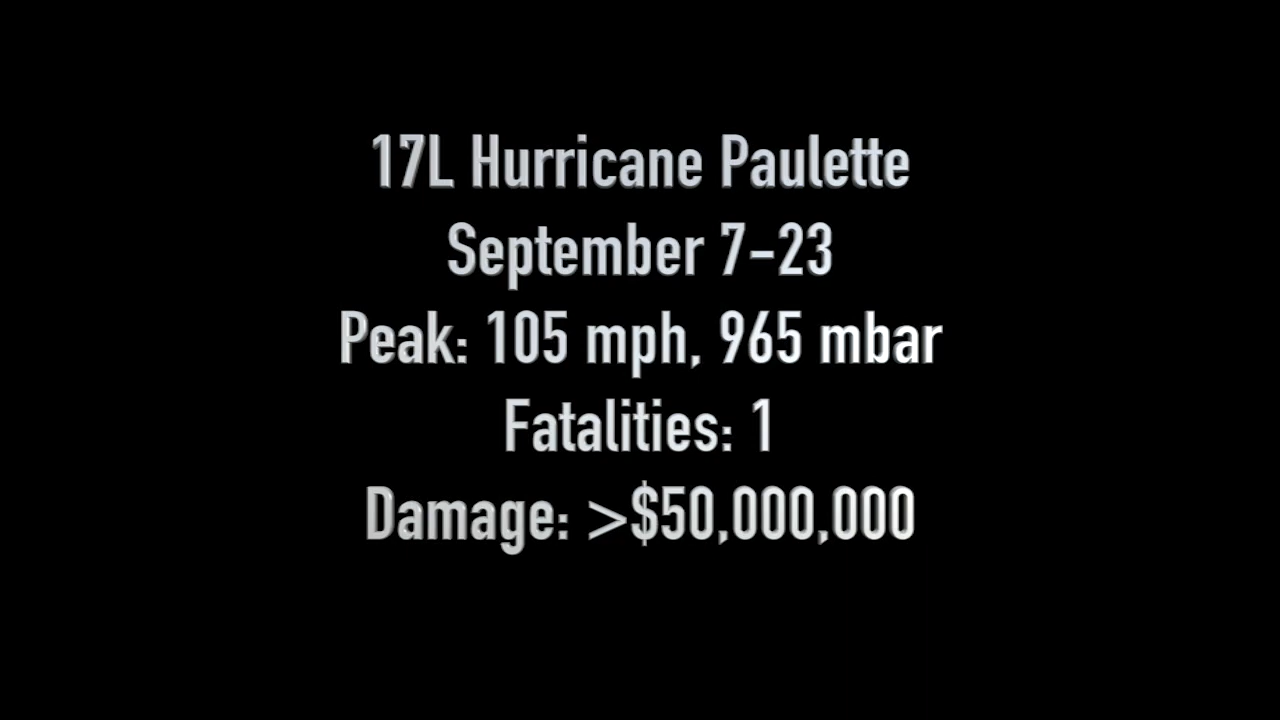 17L Hurricane Paulette
September 7–23
Peak: 105 mph, 965 mbar
Fatalities: 1
Damage: >$50,000,000